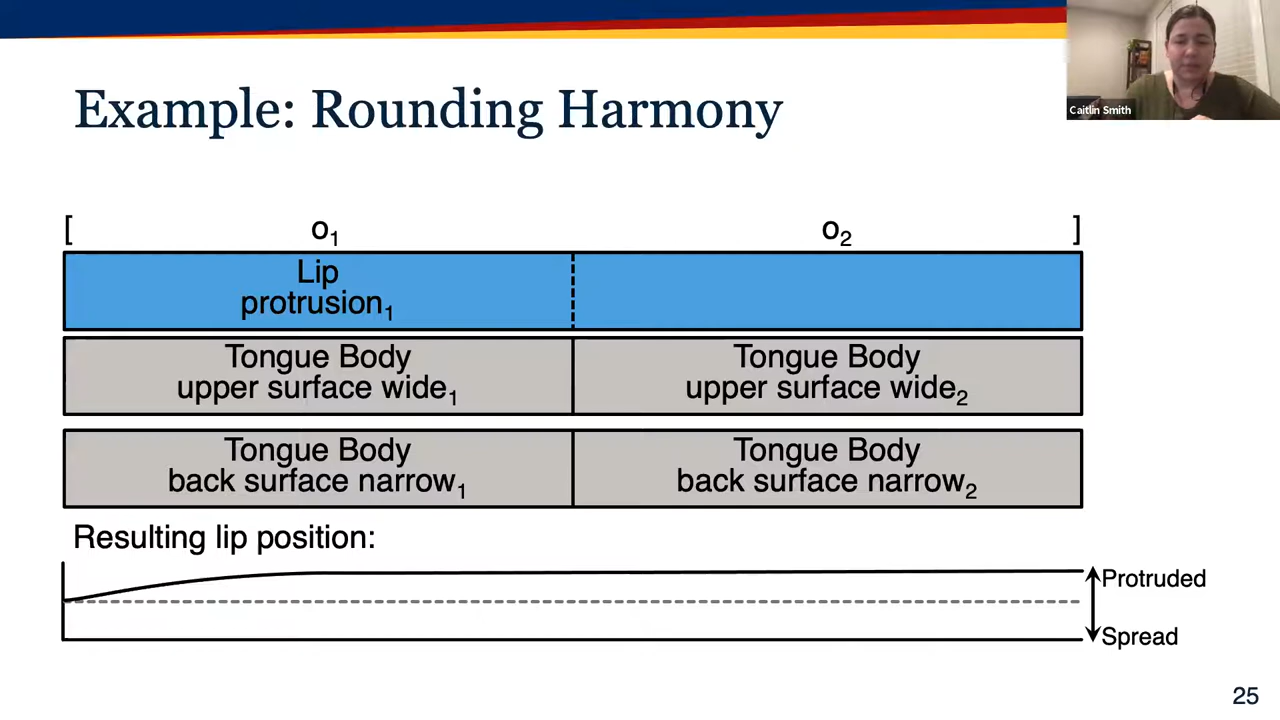 Caitlin Smith
Example: Rounding Harmony
[ o₁ o₂ ]
Lip
protrusion₁
Tongue Body
upper surface wide₁
Tongue Body
upper surface wide₂
Tongue Body
back surface narrow₁
Tongue Body
back surface narrow₂
Resulting lip position:
Protruded
Spread
25